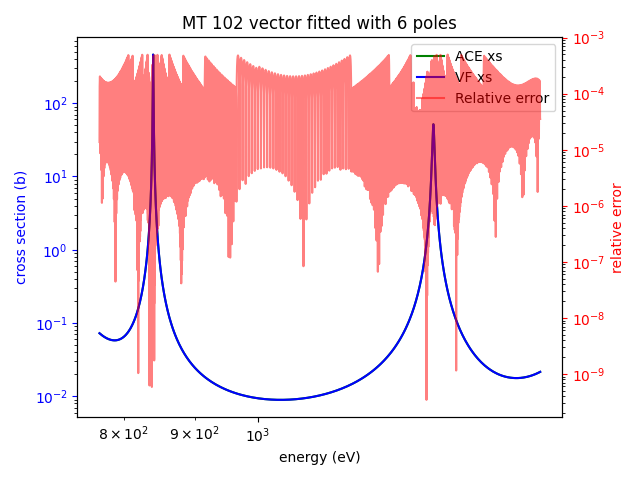 MT 102 vector fitted with 6 poles
ACE xs
VF xs
Relative error
cross section (b)
10²
10¹
10⁰
10⁻¹
10⁻²
relative error
10⁻³
10⁻⁴
10⁻⁵
10⁻⁶
10⁻⁷
10⁻⁸
10⁻⁹
8 × 10² 9 × 10² 10³
energy (eV)